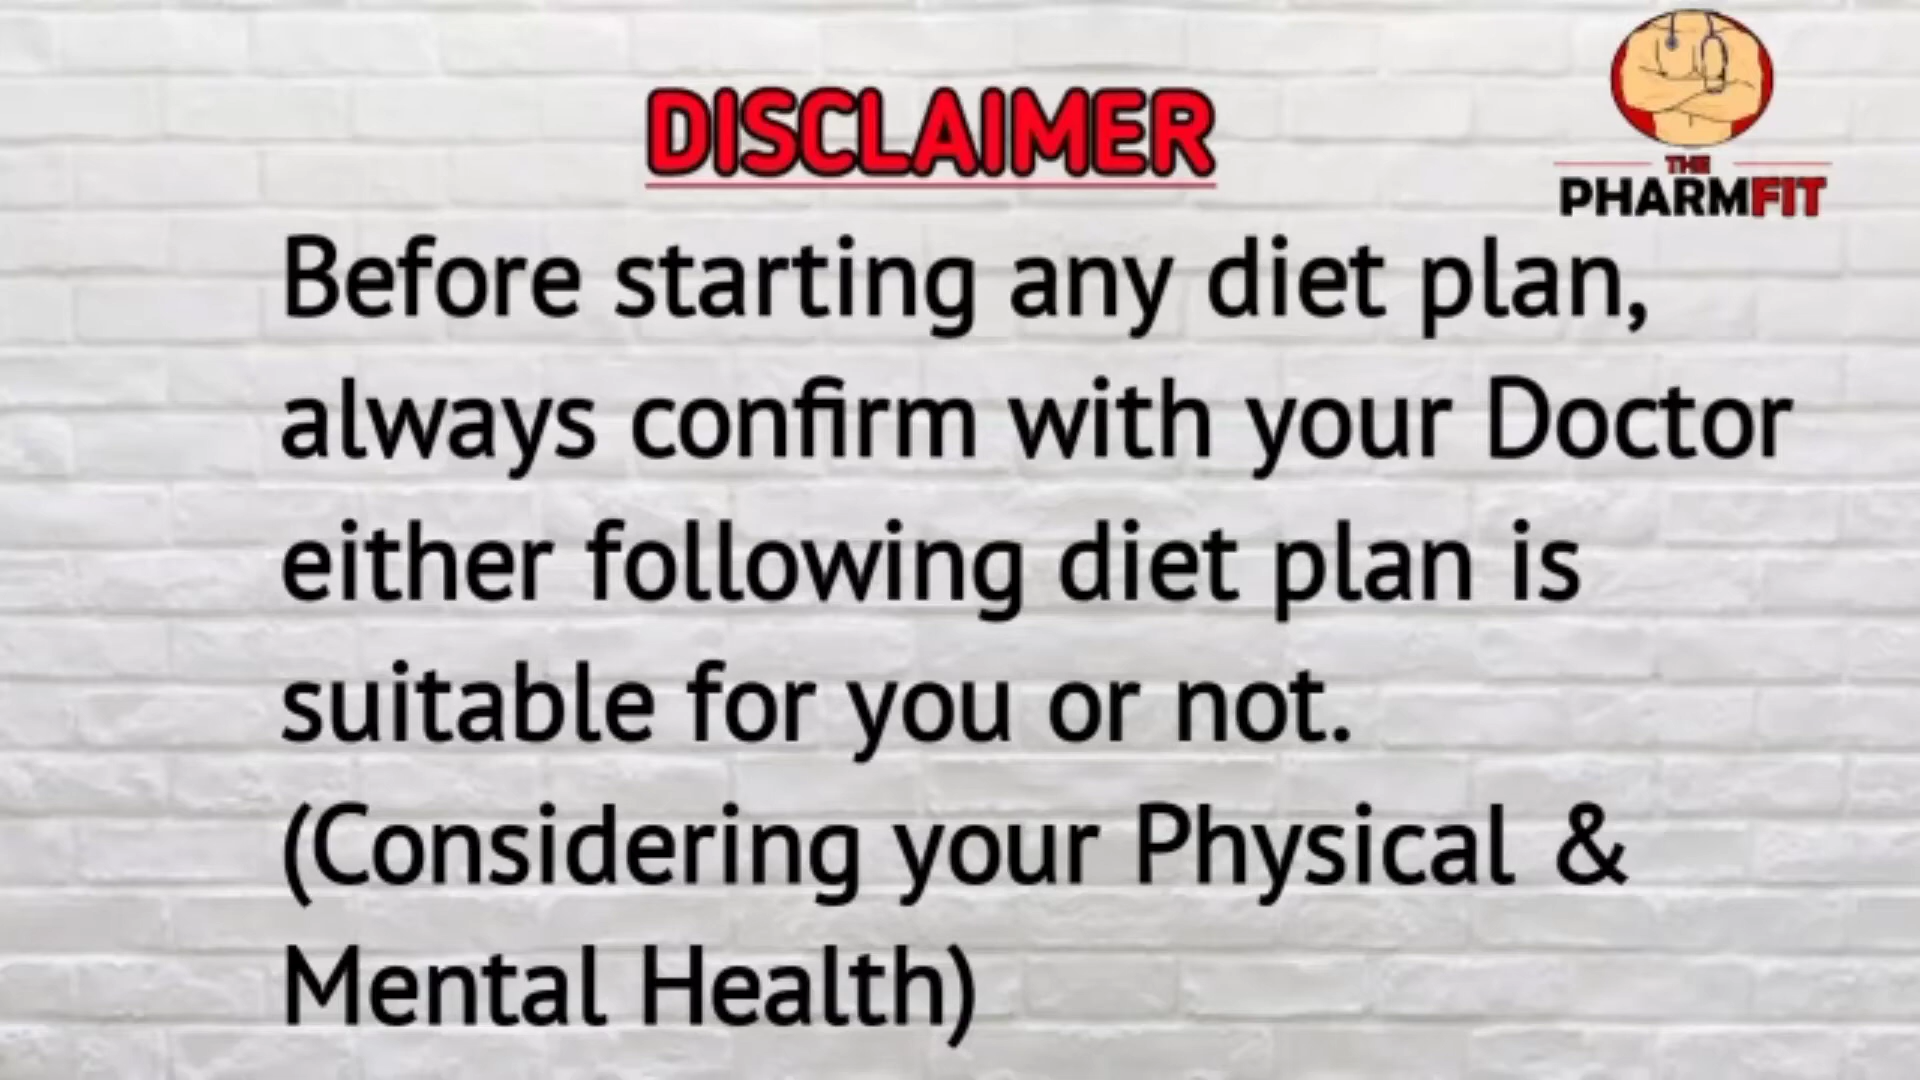 DISCLAIMER
THE
PHARMFIT
Before starting any diet plan,
always confirm with your Doctor
either following diet plan is
suitable for you or not.
(Considering your Physical &
Mental Health)